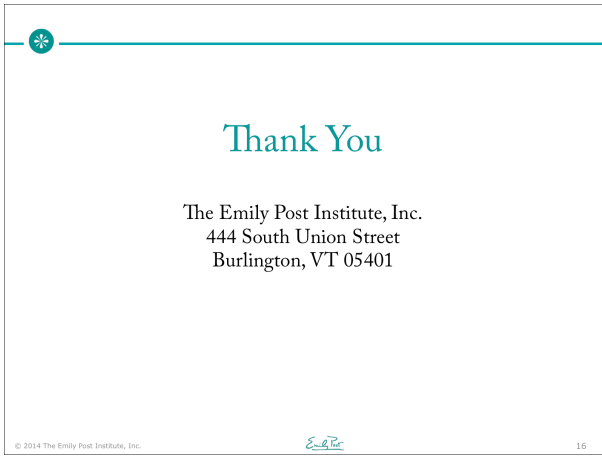 Thank You
The Emily Post Institute, Inc.
444 South Union Street
Burlington, VT 05401
© 2014 The Emily Post Institute, Inc.
Emily Post
16